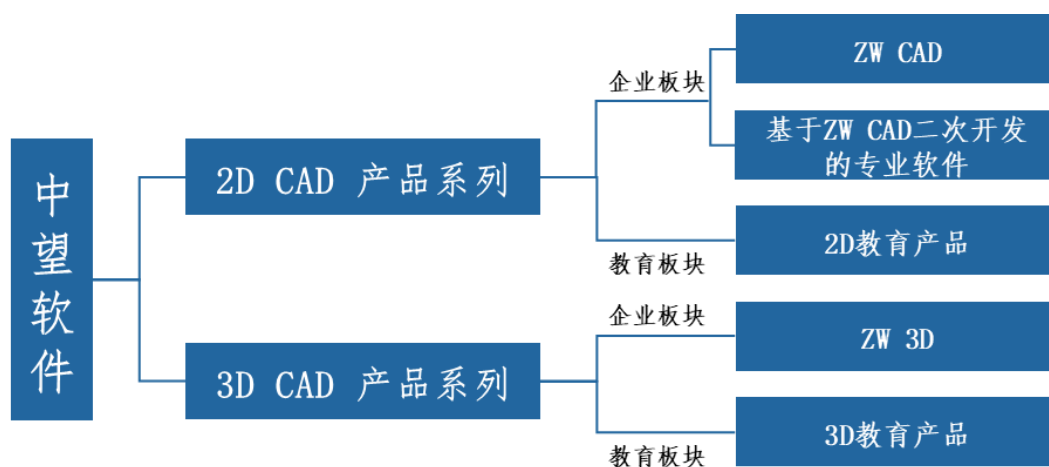 中望软件
2D CAD 产品系列
企业板块
ZW CAD
基于ZW CAD二次开发
的专业软件
教育板块
2D教育产品
3D CAD 产品系列
企业板块
ZW 3D
教育板块
3D教育产品